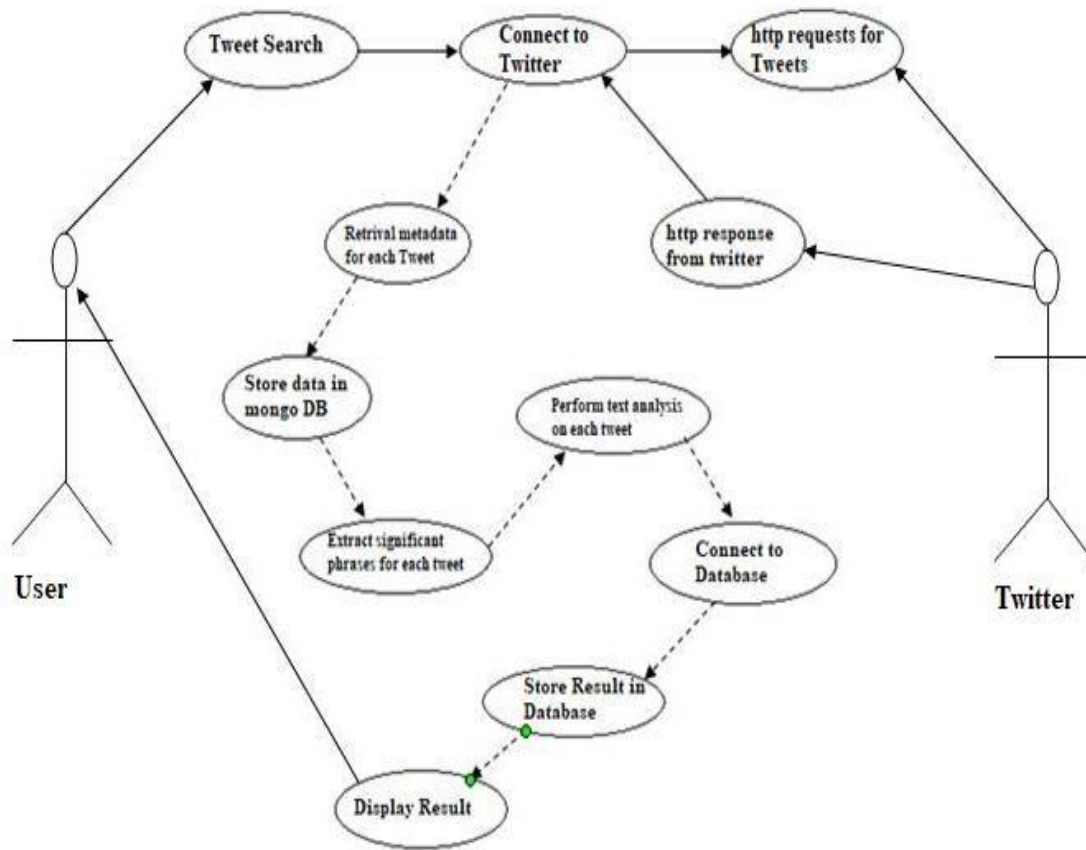 Tweet Search
Connect to
Twitter
http requests for
Tweets
Retrival metadata
for each Tweet
http response
from twitter
Store data in
mongo DB
Perform text analysis
on each tweet
Extract significant
phrases for each tweet
Connect to
Database
User
Twitter
Store Result in
Database
Display Result